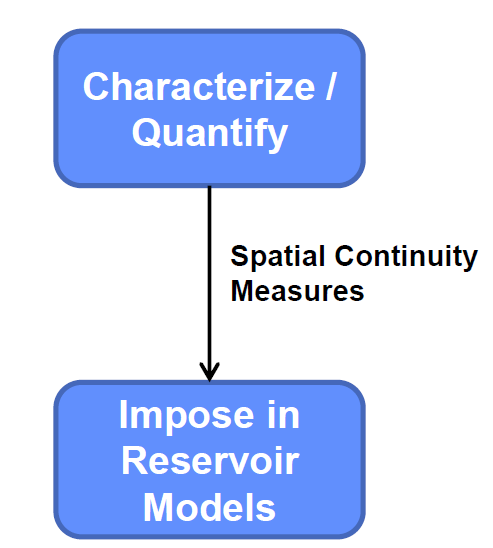 Characterize /
Quantify
Spatial Continuity
Measures
Impose in
Reservoir
Models